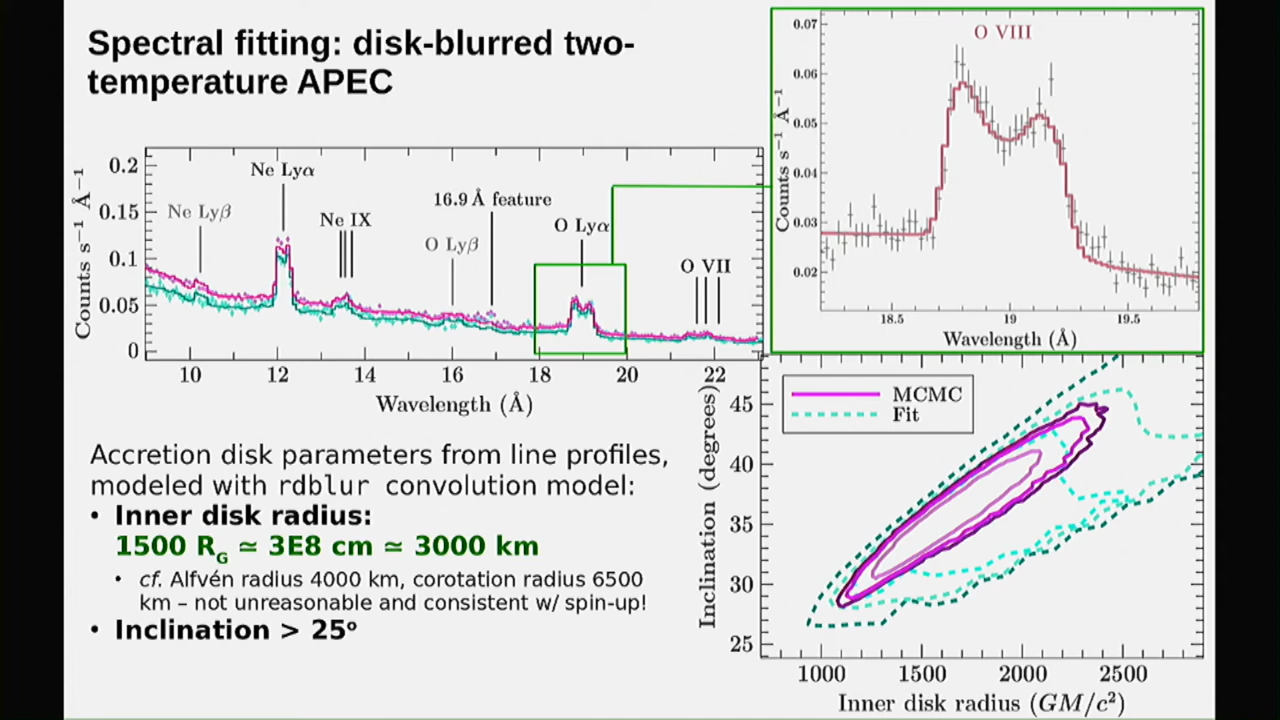 Spectral fitting: disk-blurred two-
temperature APEC
Counts s⁻¹ Å⁻¹
0.2
0.15
0.1
0.05
0
Ne Lyβ
Ne Lyα
Ne IX
O Lyβ
16.9 Å feature
O Lyα
O VII
10
12
14
16
18
20
22
Wavelength (Å)
O VIII
Counts s⁻¹ Å⁻¹
0.07
0.06
0.05
0.04
0.03
0.02
18.5
19
19.5
Wavelength (Å)
Accretion disk parameters from line profiles,
modeled with rdblur convolution model:
• Inner disk radius:
1500 R_G ≃ 3E8 cm ≃ 3000 km
• cf. Alfvén radius 4000 km, corotation radius 6500
km – not unreasonable and consistent w/ spin-up!
• Inclination > 25º
MCMC
Fit
Inclination (degrees)
45
40
35
30
25
1000
1500
2000
2500
Inner disk radius (GM/c²)